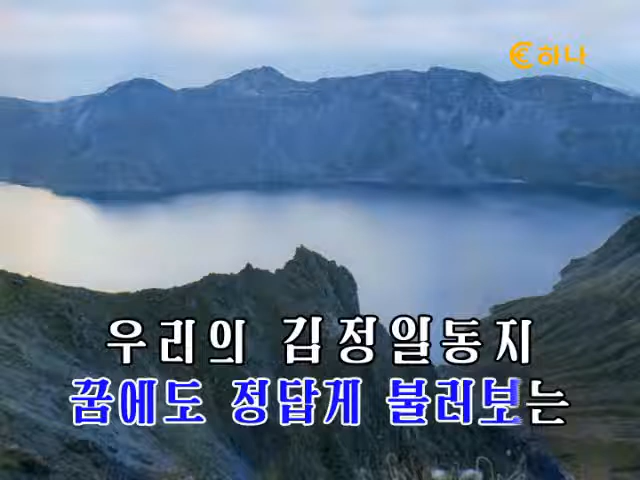 하나
우리의 김정일동지
꿈에도 정답게 불러보는